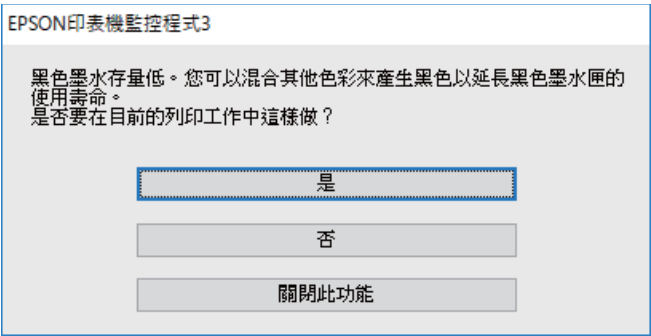 EPSON印表機監控程式3
黑色墨水存量低。您可以混合其他色彩來產生黑色以延長黑色墨水匣的
使用壽命。
是否要在目前的列印工作中這樣做？
是
否
關閉此功能